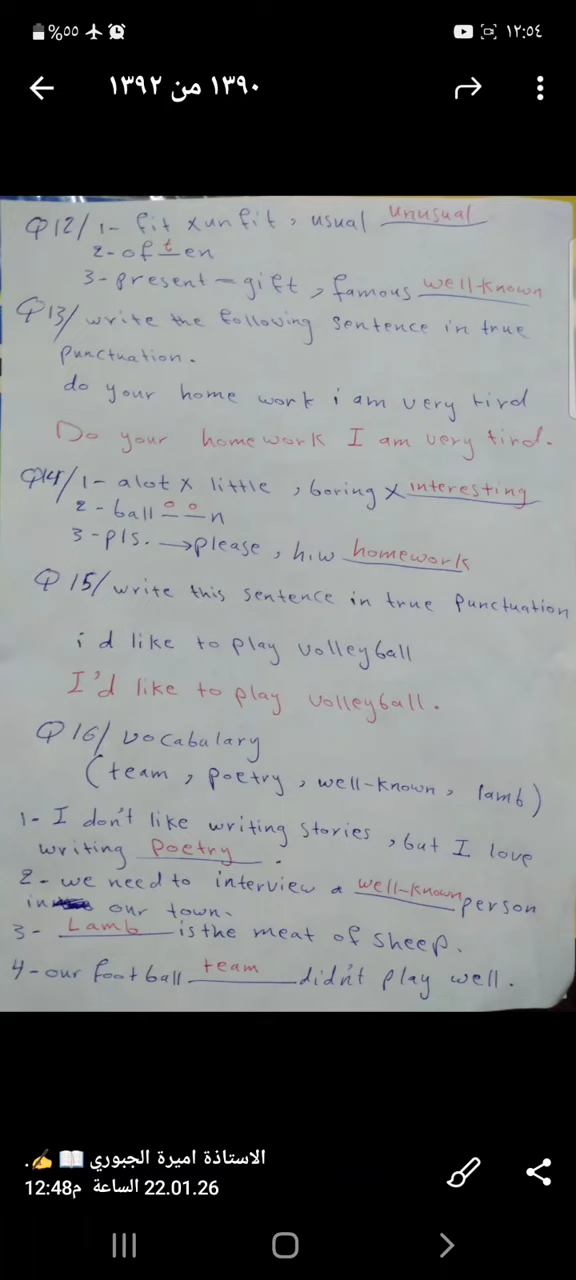 %٥٥ ١٢:٥٤
١٣٩٠ من ١٣٩٢
Q12/ 1- fit x unfit, usual unusual
2- of t en
3- present = gift, famous well-known
Q13/ write the following sentence in true
punctuation.
do your home work i am very tird
Do your homework I am very tird.
Q14/ 1- alot x little, boring x interesting
2- ball o o n
3- pls. → please, h1w homework
Q15/ write this sentence in true punctuation
i d like to play volleyball
I'd like to play volleyball.
Q16/ vocabulary
(team, poetry, well-known, lamb)
1- I don't like writing stories, but I love
writing Poetry .
2- we need to interview a well-known person
in our town.
3- Lamb is the meat of sheep.
4- our football team didn't play well.
الاستاذة اميرة الجبوري 📖 ✍️.
22.01.26 الساعة 12:48م